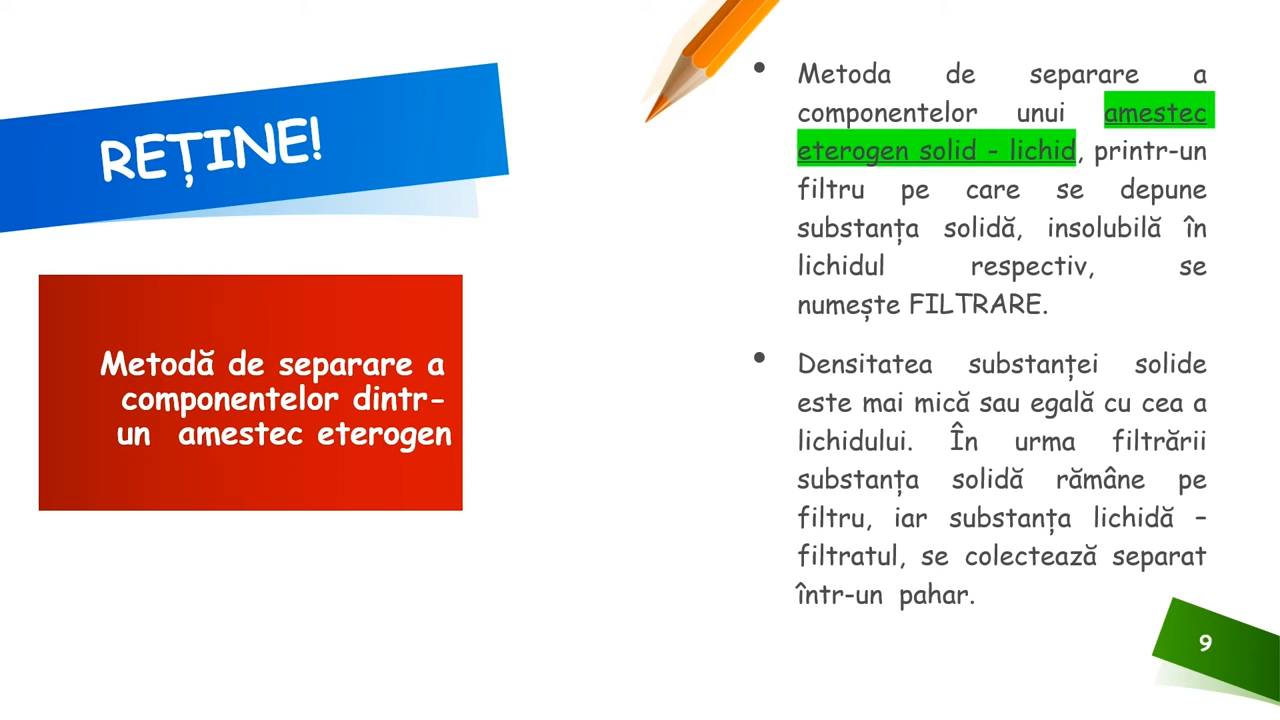 REȚINE!
Metodă de separare a
componentelor dintr-
un amestec eterogen
• Metoda de separare a
componentelor unui amestec
eterogen solid - lichid, printr-un
filtru pe care se depune
substanța solidă, insolubilă în
lichidul respectiv, se
numește FILTRARE.
• Densitatea substanței solide
este mai mică sau egală cu cea a
lichidului. În urma filtrării
substanța solidă rămâne pe
filtru, iar substanța lichidă –
filtratul, se colectează separat
într-un pahar.
9